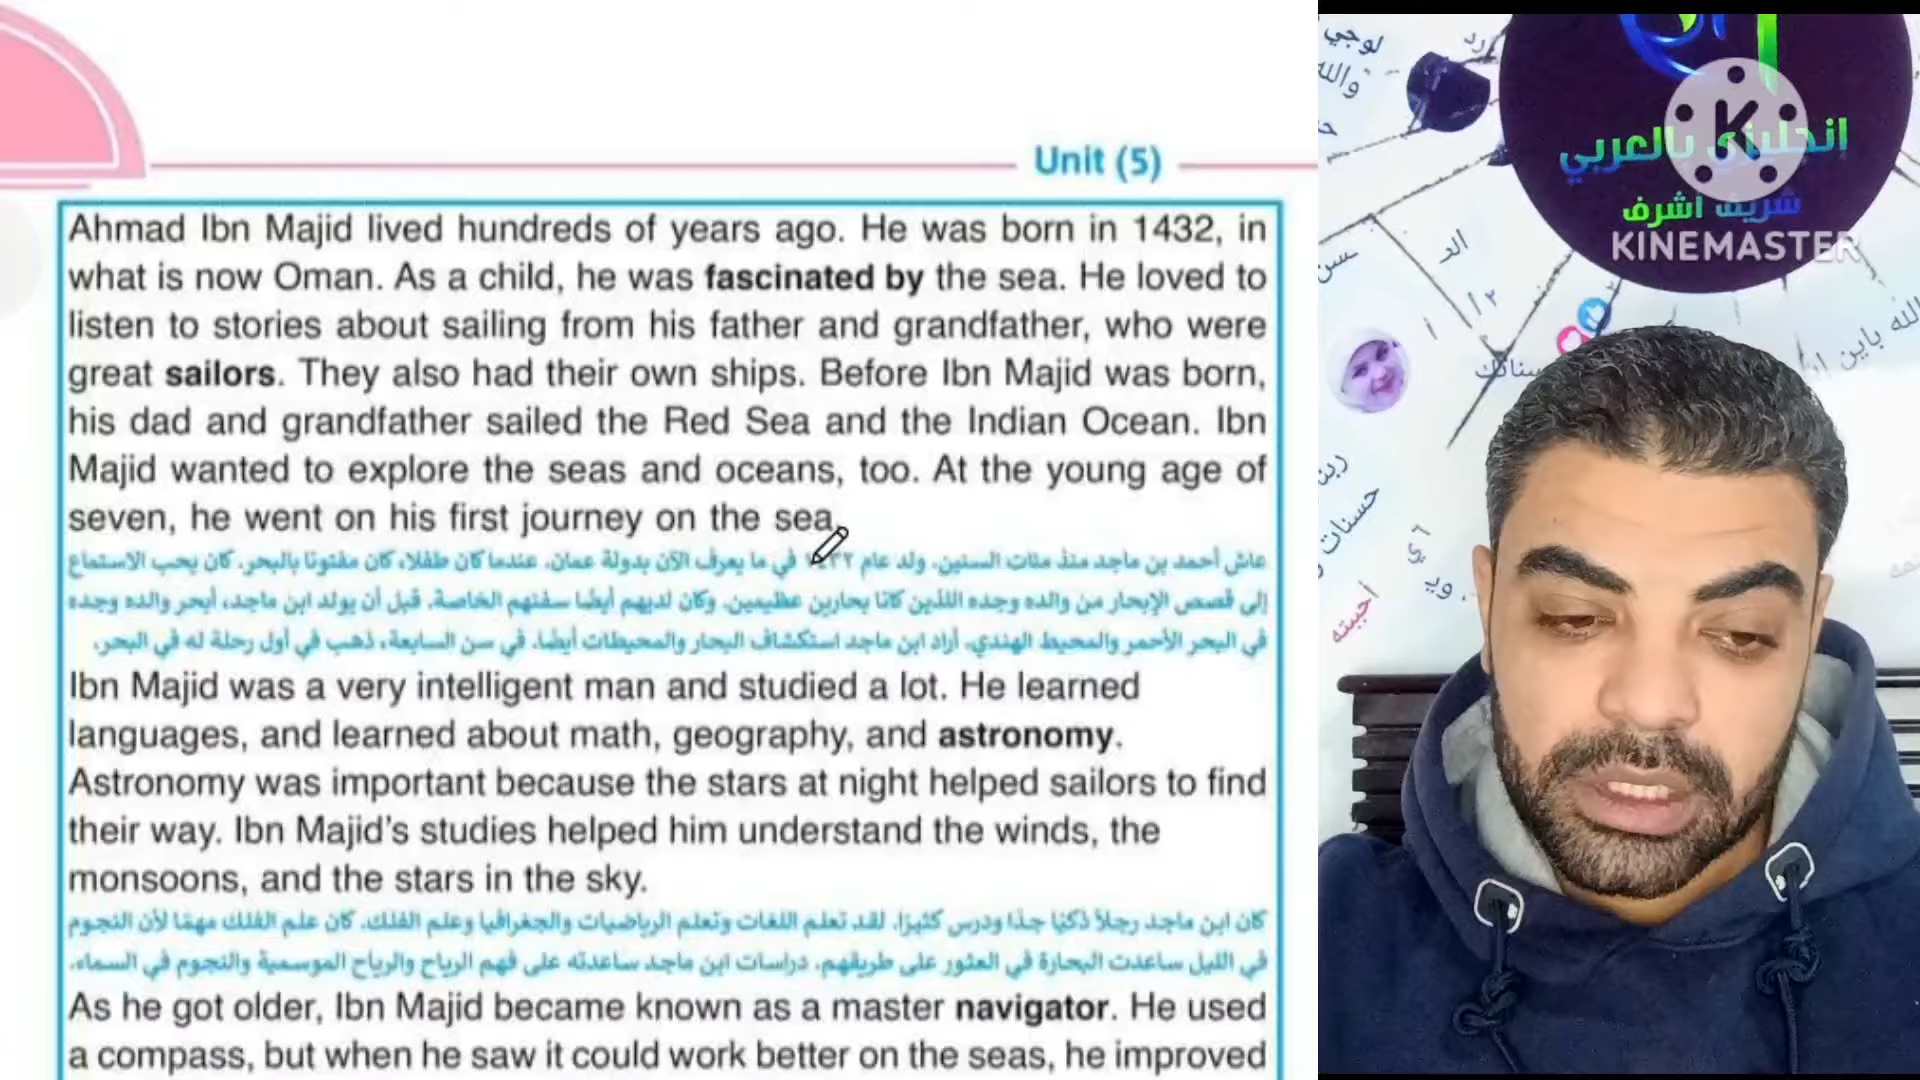 Unit (5)
Ahmad Ibn Majid lived hundreds of years ago. He was born in 1432, in
what is now Oman. As a child, he was fascinated by the sea. He loved to
listen to stories about sailing from his father and grandfather, who were
great sailors. They also had their own ships. Before Ibn Majid was born,
his dad and grandfather sailed the Red Sea and the Indian Ocean. Ibn
Majid wanted to explore the seas and oceans, too. At the young age of
seven, he went on his first journey on the sea.
عاش أحمد بن ماجد منذ مئات السنين. ولد عام ١٤٣٢ في ما يعرف الآن بدولة عمان. عندما كان طفلا، كان مفتونا بالبحر. كان يحب الاستماع
إلى قصص الإبحار من والده وجده اللذين كانا بحارين عظيمين. وكان لديهم أيضا سفنهم الخاصة. قبل أن يولد ابن ماجد، أبحر والده وجده
في البحر الأحمر والمحيط الهندي. أراد ابن ماجد استكشاف البحار والمحيطات أيضا. في سن السابعة، ذهب في أول رحلة له في البحر.
Ibn Majid was a very intelligent man and studied a lot. He learned
languages, and learned about math, geography, and astronomy.
Astronomy was important because the stars at night helped sailors to find
their way. Ibn Majid's studies helped him understand the winds, the
monsoons, and the stars in the sky.
كان ابن ماجد رجلاً ذكيًا جدًا ودرس كثيرًا. لقد تعلم اللغات وتعلم الرياضيات والجغرافيا وعلم الفلك. كان علم الفلك مهمًا لأن النجوم
في الليل ساعدت البحارة في العثور على طريقهم. دراسات ابن ماجد ساعدته على فهم الرياح والرياح الموسمية والنجوم في السماء.
As he got older, Ibn Majid became known as a master navigator. He used
a compass, but when he saw it could work better on the seas, he improved
انجليزي بالعربي
شريف اشرف
K
KINEMASTER
لوجي
والله
الله باين
حسنات
أجبته